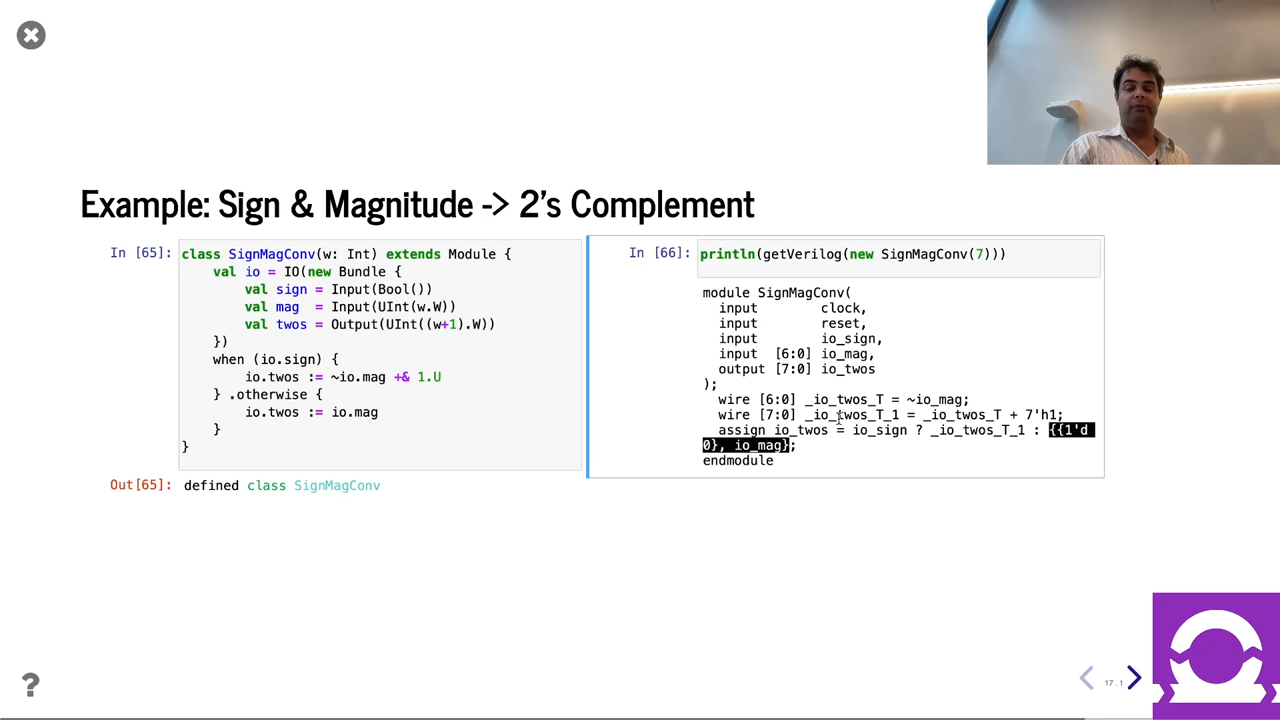 Example: Sign & Magnitude -> 2's Complement
In [65]:
class SignMagConv(w: Int) extends Module {
    val io = IO(new Bundle {
        val sign = Input(Bool())
        val mag  = Input(UInt(w.W))
        val twos = Output(UInt((w+1).W))
    })
    when (io.sign) {
        io.twos := ~io.mag +& 1.U
    } .otherwise {
        io.twos := io.mag
    }
}
Out[65]: defined class SignMagConv
In [66]:
println(getVerilog(new SignMagConv(7)))
module SignMagConv(
  input        clock,
  input        reset,
  input        io_sign,
  input  [6:0] io_mag,
  output [7:0] io_twos
);
  wire [6:0] _io_twos_T = ~io_mag;
  wire [7:0] _io_twos_T_1 = _io_twos_T + 7'h1;
  assign io_twos = io_sign ? _io_twos_T_1 : {{1'd
0}, io_mag};
endmodule
?
17.1